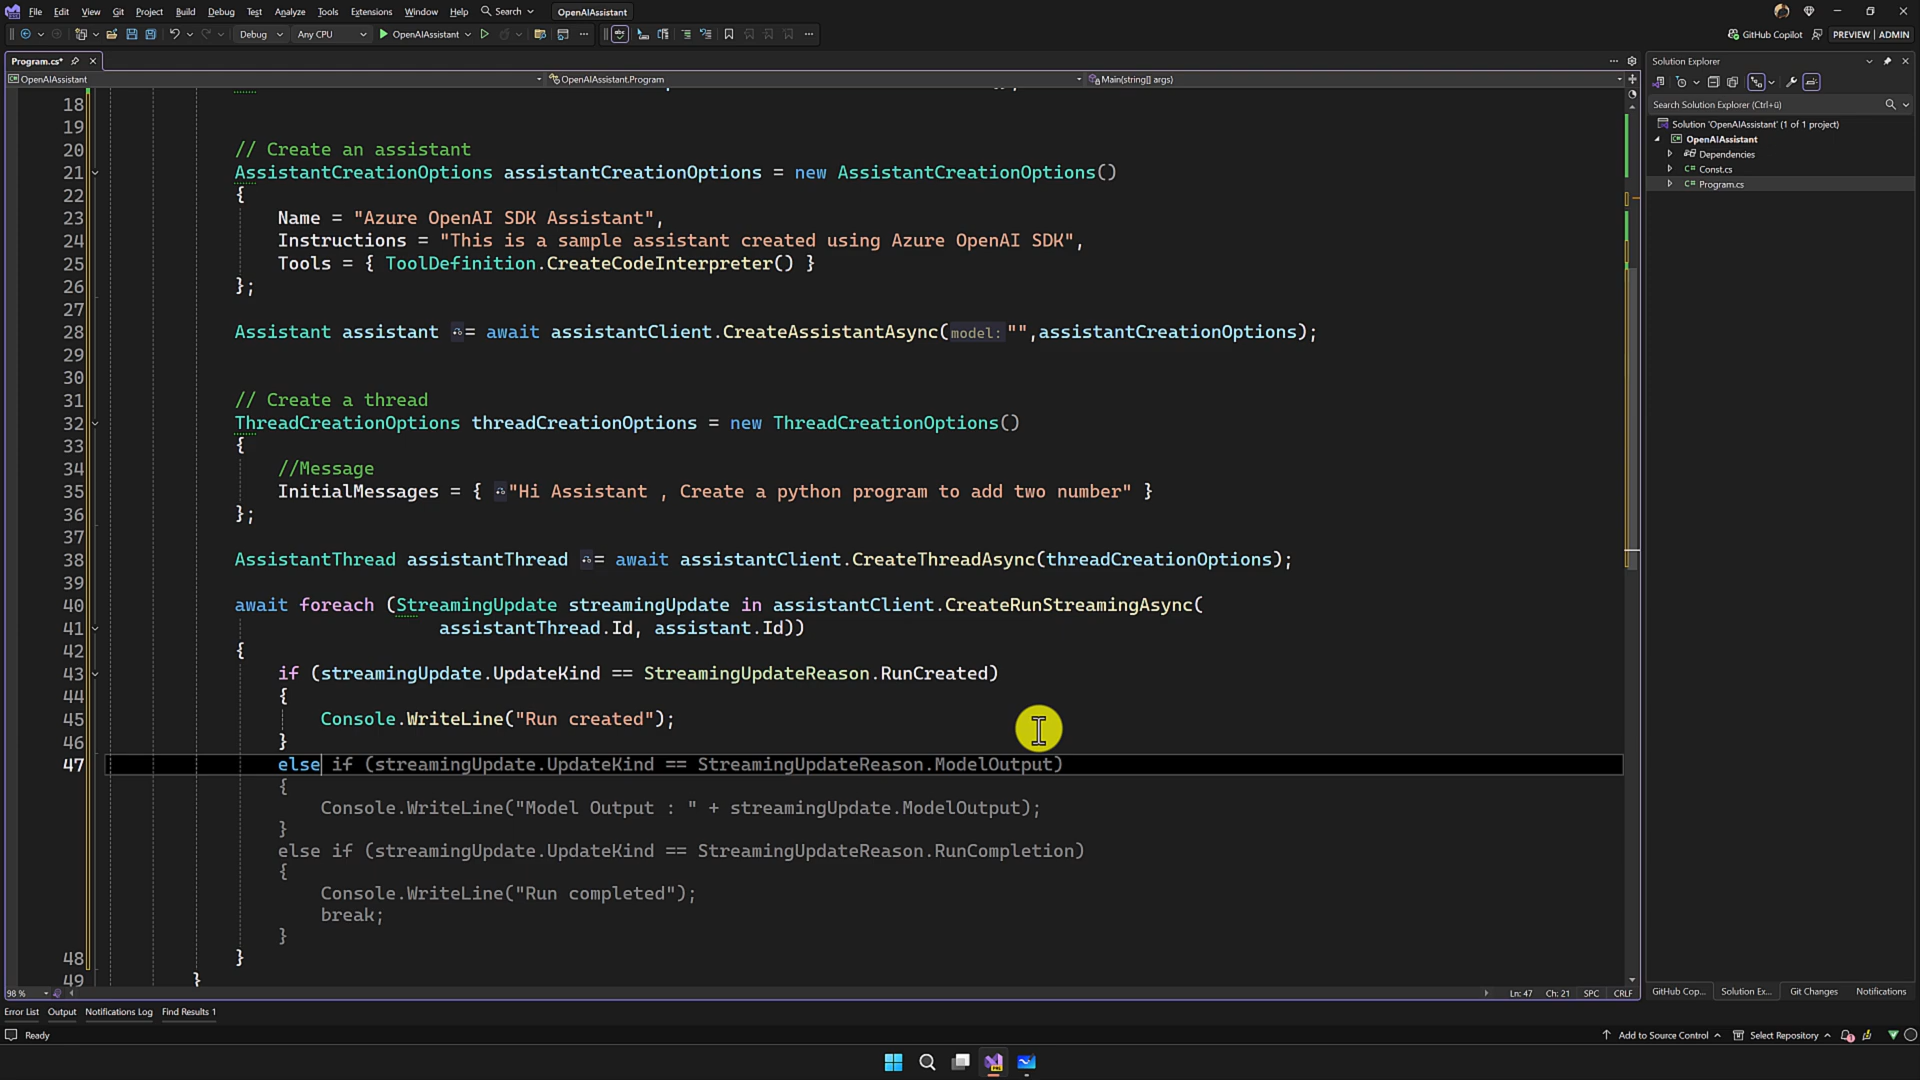 File Edit View Git Project Build Debug Test Analyze Tools Extensions Window Help Search OpenAIAssistant
Debug Any CPU OpenAIAssistant GitHub Copilot PREVIEW ADMIN
Program.cs*
OpenAIAssistant OpenAIAssistant.Program Main(string[] args)
18
19
20 // Create an assistant
21 AssistantCreationOptions assistantCreationOptions = new AssistantCreationOptions()
22 {
23 Name = "Azure OpenAI SDK Assistant",
24 Instructions = "This is a sample assistant created using Azure OpenAI SDK",
25 Tools = { ToolDefinition.CreateCodeInterpreter() }
26 };
27
28 Assistant assistant = await assistantClient.CreateAssistantAsync(model:"",assistantCreationOptions);
29
30
31 // Create a thread
32 ThreadCreationOptions threadCreationOptions = new ThreadCreationOptions()
33 {
34 //Message
35 InitialMessages = { "Hi Assistant , Create a python program to add two number" }
36 };
37
38 AssistantThread assistantThread = await assistantClient.CreateThreadAsync(threadCreationOptions);
39
40 await foreach (StreamingUpdate streamingUpdate in assistantClient.CreateRunStreamingAsync(
41 assistantThread.Id, assistant.Id))
42 {
43 if (streamingUpdate.UpdateKind == StreamingUpdateReason.RunCreated)
44 {
45 Console.WriteLine("Run created");
46 }
47 else if (streamingUpdate.UpdateKind == StreamingUpdateReason.ModelOutput)
{
Console.WriteLine("Model Output : " + streamingUpdate.ModelOutput);
}
else if (streamingUpdate.UpdateKind == StreamingUpdateReason.RunCompletion)
{
Console.WriteLine("Run completed");
break;
}
48 }
49 }
98 % Ln: 47 Ch: 21 SPC CRLF
Solution Explorer
Search Solution Explorer (Ctrl+ü)
Solution 'OpenAIAssistant' (1 of 1 project)
OpenAIAssistant
Dependencies
C# Const.cs
C# Program.cs
GitHub Cop... Solution Ex... Git Changes Notifications
Error List Output Notifications Log Find Results 1
Ready Add to Source Control Select Repository